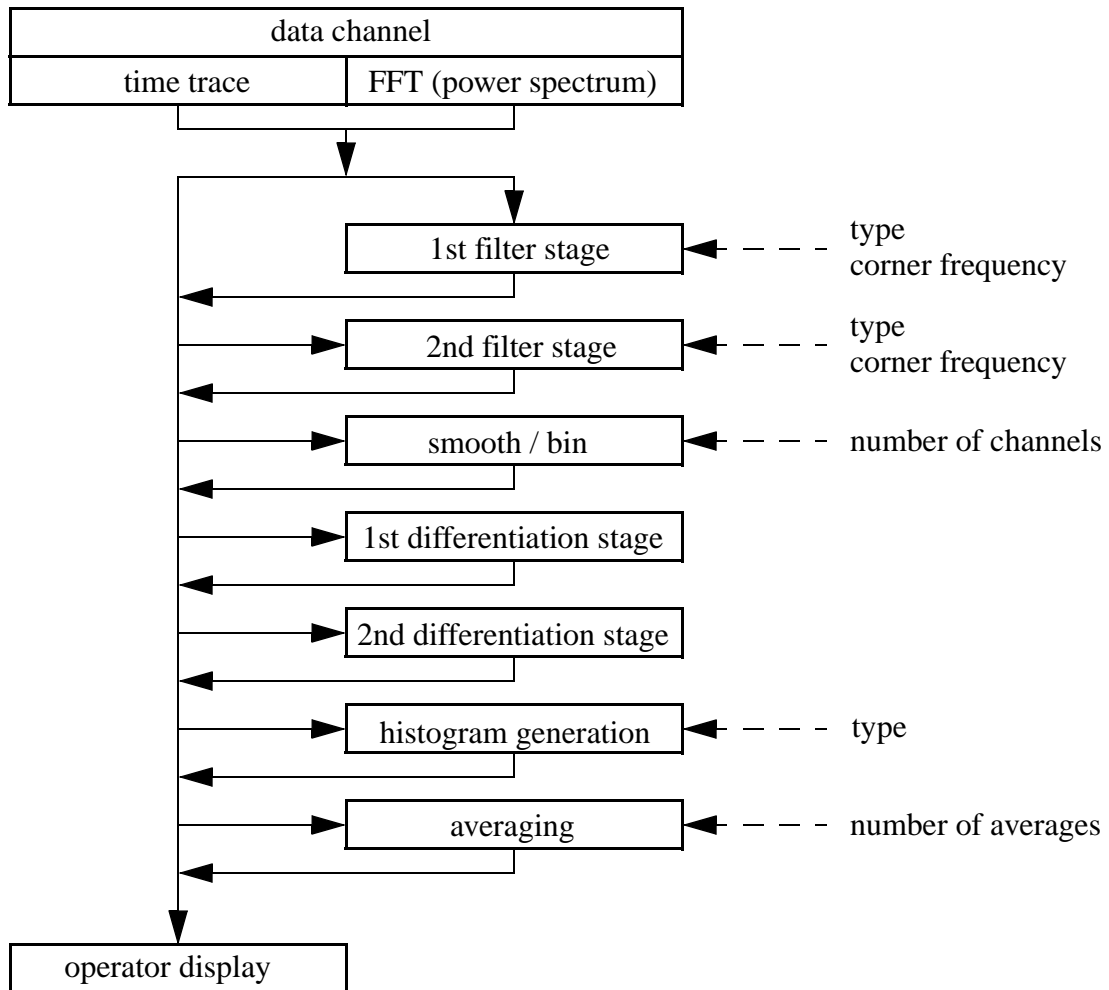 data channel
time trace
FFT (power spectrum)
1st filter stage
type
corner frequency
2nd filter stage
type
corner frequency
smooth / bin
number of channels
1st differentiation stage
2nd differentiation stage
histogram generation
type
averaging
number of averages
operator display